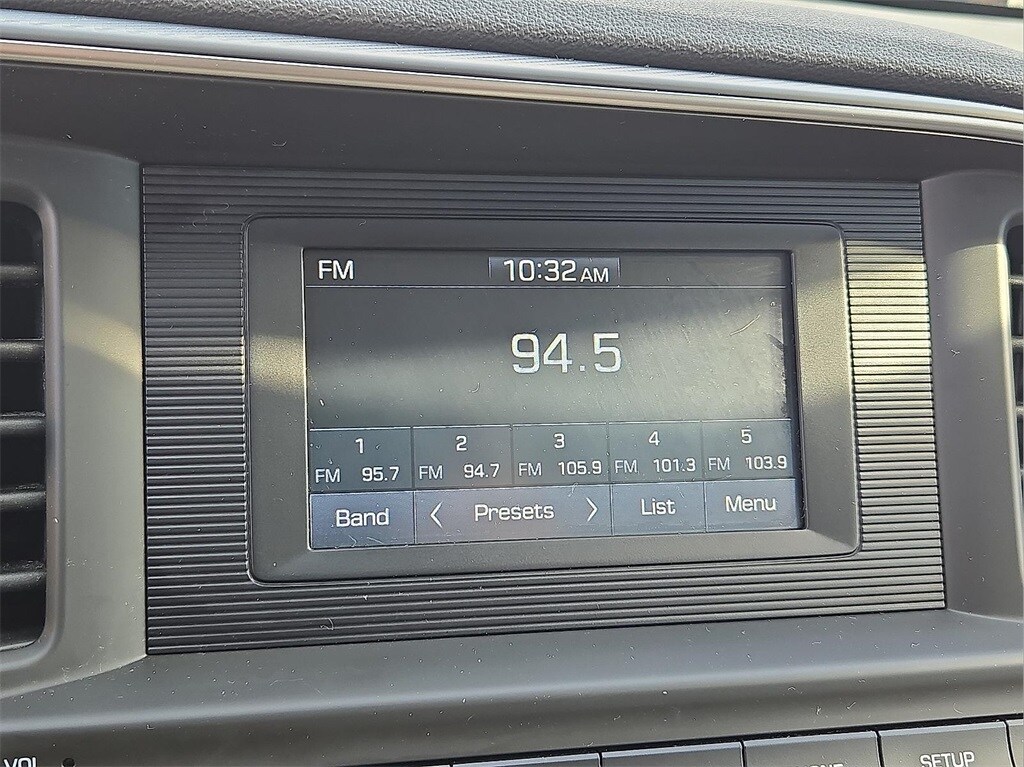 FM 10:32 AM
94.5
1 2 3 4 5
FM 95.7 FM 94.7 FM 105.9 FM 101.3 FM 103.9
Band < Presets > List Menu
VOL SETUP